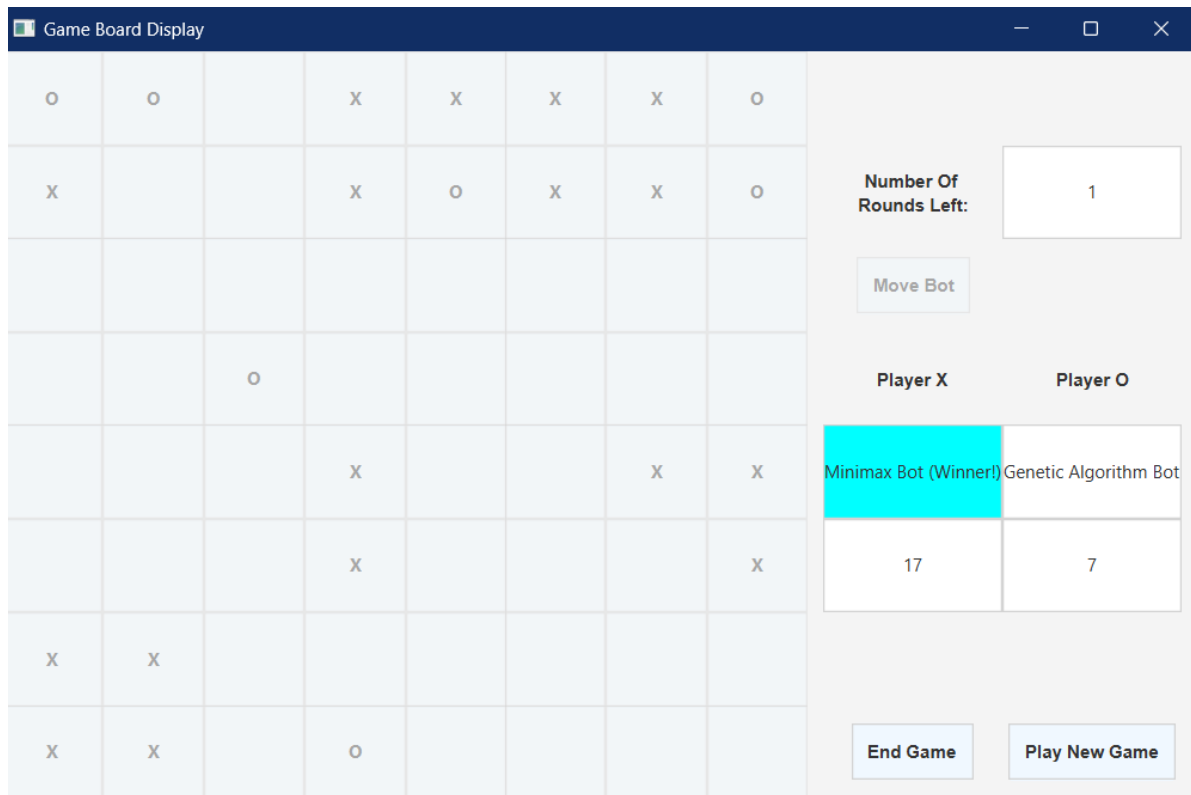 Game Board Display
O O X X X X O
X X O X X O
Number Of
Rounds Left:
1
Move Bot
O
Player X Player O
X X X
Minimax Bot (Winner!) Genetic Algorithm Bot
X X
17 7
X X
X X O
End Game Play New Game